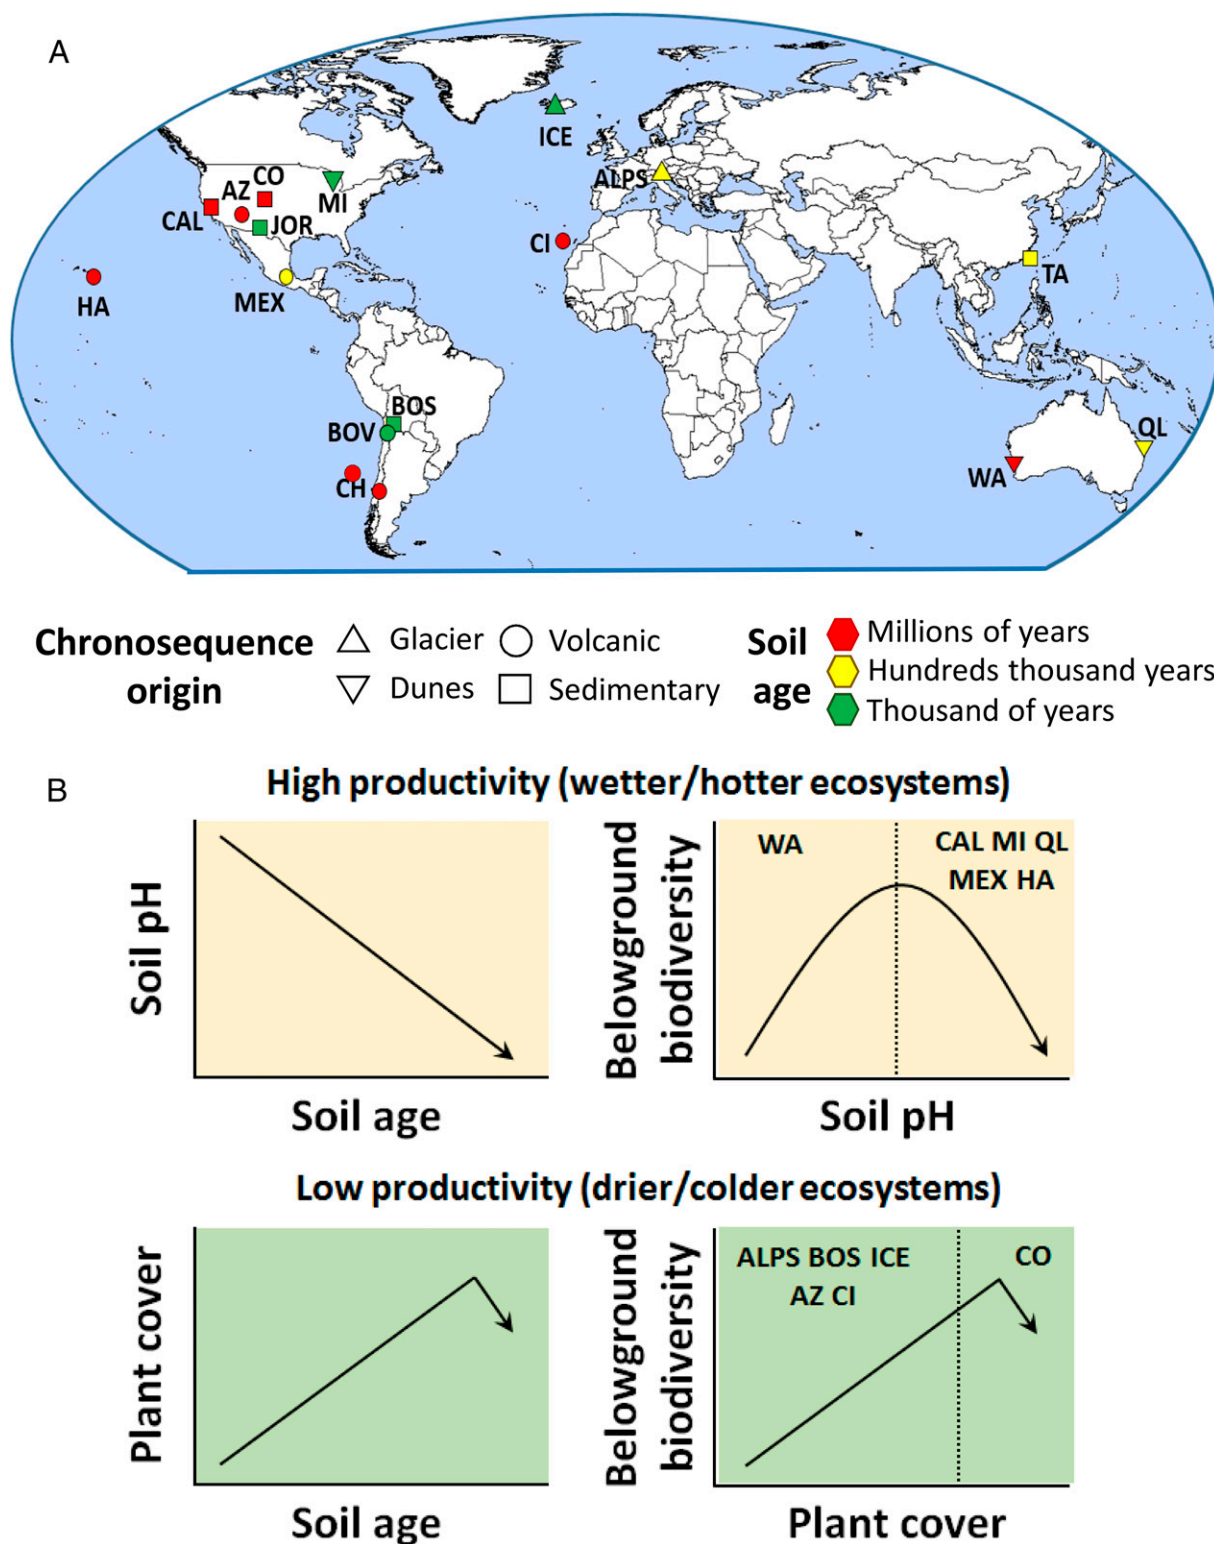 A
ICE
ALPS
CO
AZ
MI
CAL
JOR
CI
TA
HA
MEX
BOS
BOV
QL
WA
CH
Chronosequence
origin
Glacier
Volcanic
Dunes
Sedimentary
Soil
age
Millions of years
Hundreds thousand years
Thousand of years
B
High productivity (wetter/hotter ecosystems)
Soil pH
Soil age
Belowground
biodiversity
WA
CAL MI QL
MEX HA
Soil pH
Low productivity (drier/colder ecosystems)
Plant cover
Soil age
Belowground
biodiversity
ALPS BOS ICE
AZ CI
CO
Plant cover